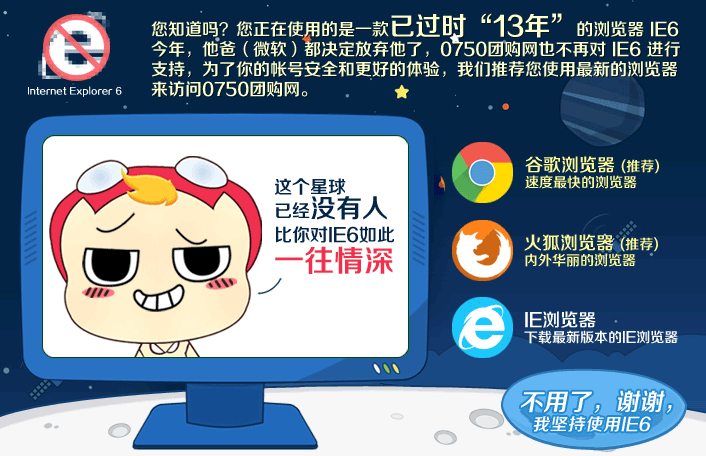 您知道吗？您正在使用的是一款已过时“13年”的浏览器 IE6
今年，他爸（微软）都决定放弃他了，0750团购网也不再对 IE6 进行
支持，为了你的帐号安全和更好的体验，我们推荐您使用最新的浏览器
来访问0750团购网。
Internet Explorer 6
这个星球
已经没有人
比你对IE6如此
一往情深
谷歌浏览器 (推荐)
速度最快的浏览器
火狐浏览器 (推荐)
内外华丽的浏览器
IE浏览器
下载最新版本的IE浏览器
不用了，谢谢，
我坚持使用IE6